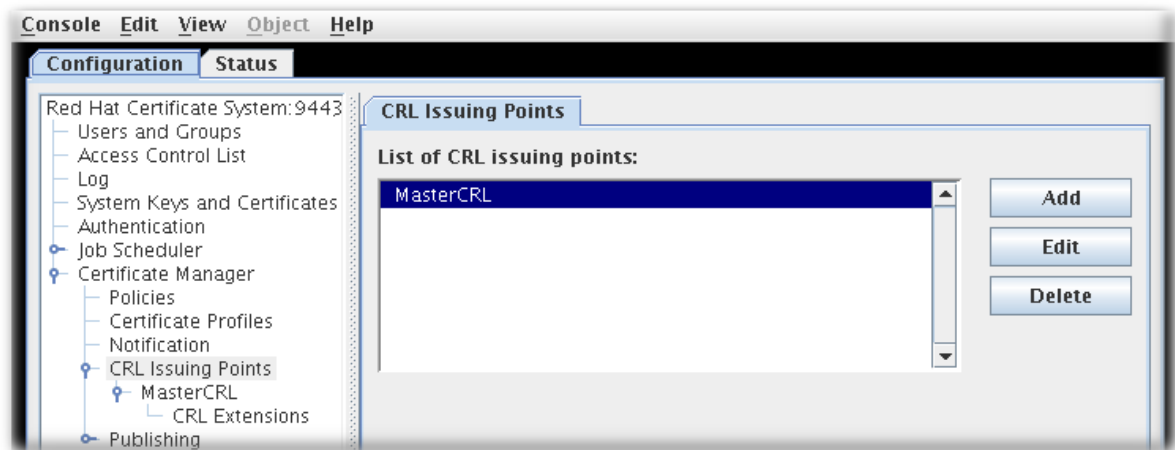 Console Edit View Object Help
Configuration Status
Red Hat Certificate System:9443
Users and Groups
Access Control List
Log
System Keys and Certificates
Authentication
Job Scheduler
Certificate Manager
Policies
Certificate Profiles
Notification
CRL Issuing Points
MasterCRL
CRL Extensions
Publishing
CRL Issuing Points
List of CRL issuing points:
MasterCRL
Add
Edit
Delete